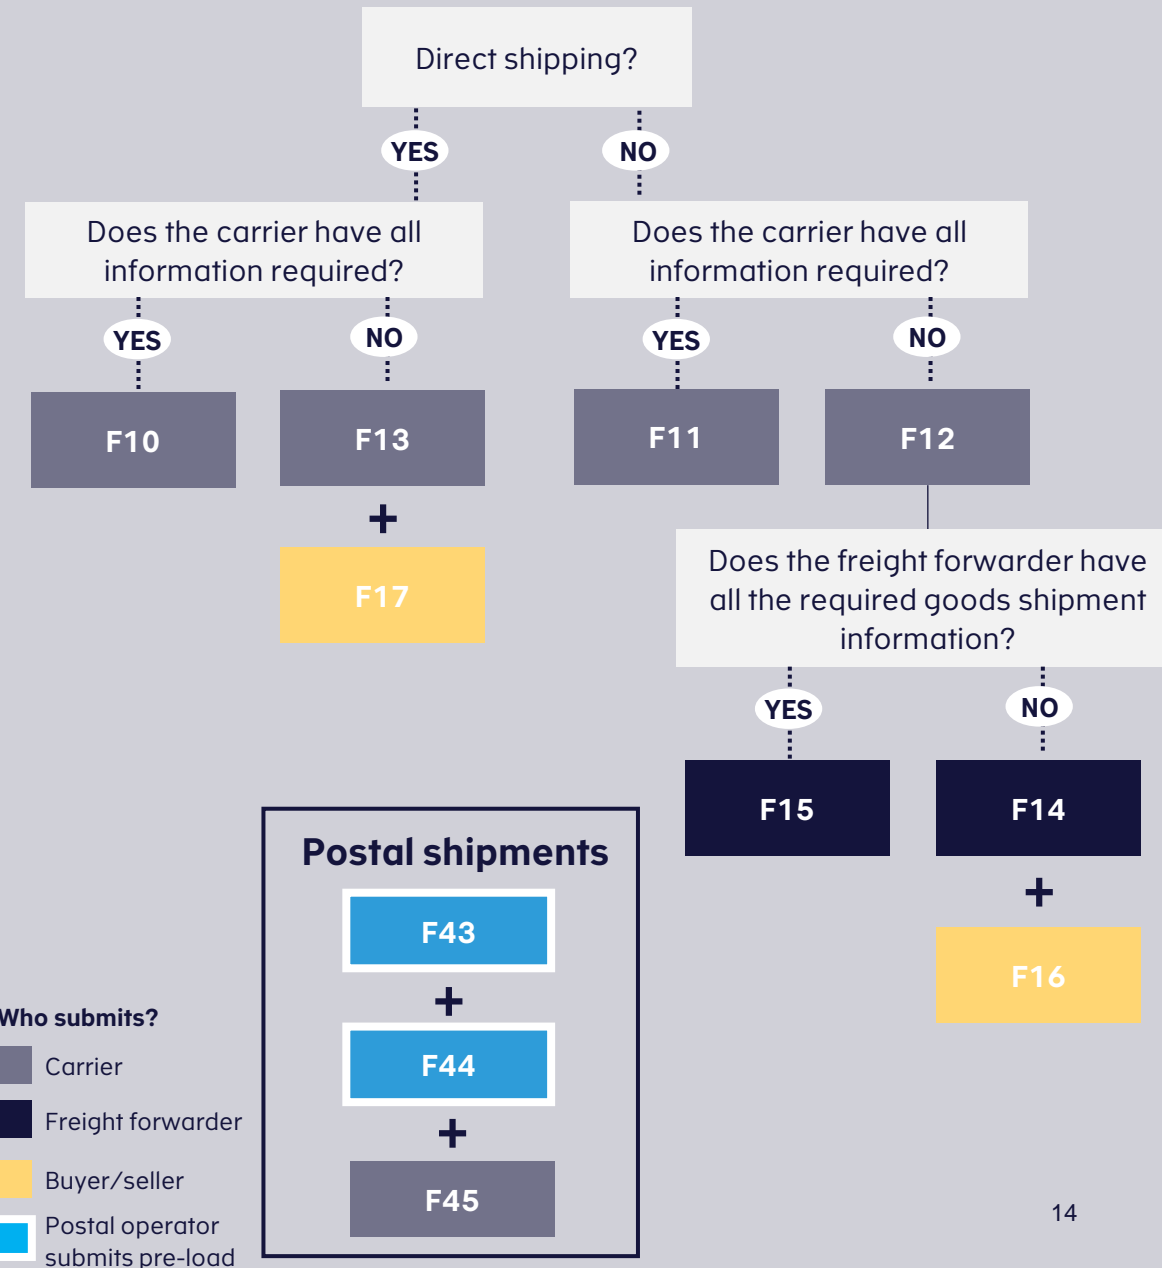 Direct shipping?
YES
NO
Does the carrier have all
information required?
Does the carrier have all
information required?
YES
NO
YES
NO
F10
F13
F11
F12
+
F17
Does the freight forwarder have
all the required goods shipment
information?
YES
NO
F15
F14
+
F16
Postal shipments
F43
+
F44
+
F45
Who submits?
Carrier
Freight forwarder
Buyer/seller
Postal operator
submits pre-load
14